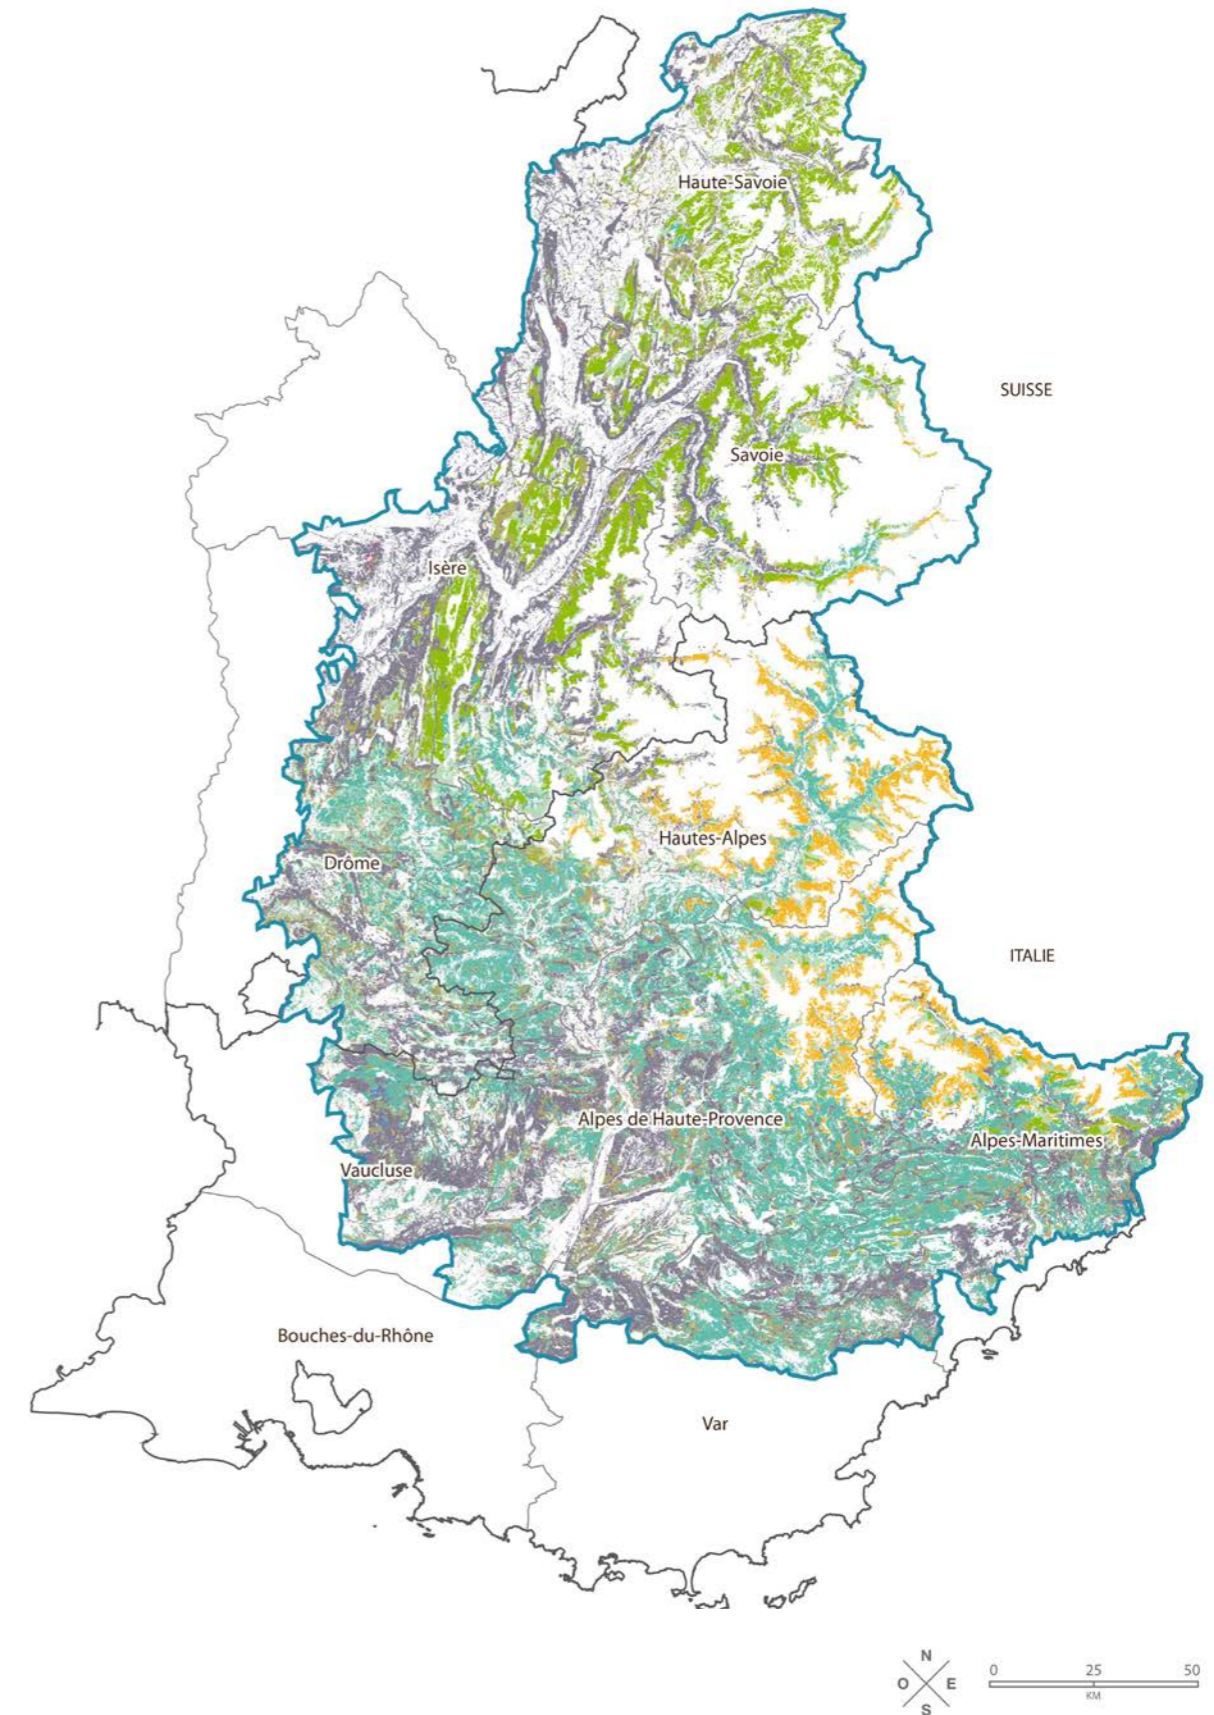 Haute-Savoie
SUISSE
Savoie
Isère
Hautes-Alpes
Drôme
ITALIE
Alpes de Haute-Provence
Alpes-Maritimes
Vaucluse
Bouches-du-Rhône
Var
N
O E
S
0 25 50
KM